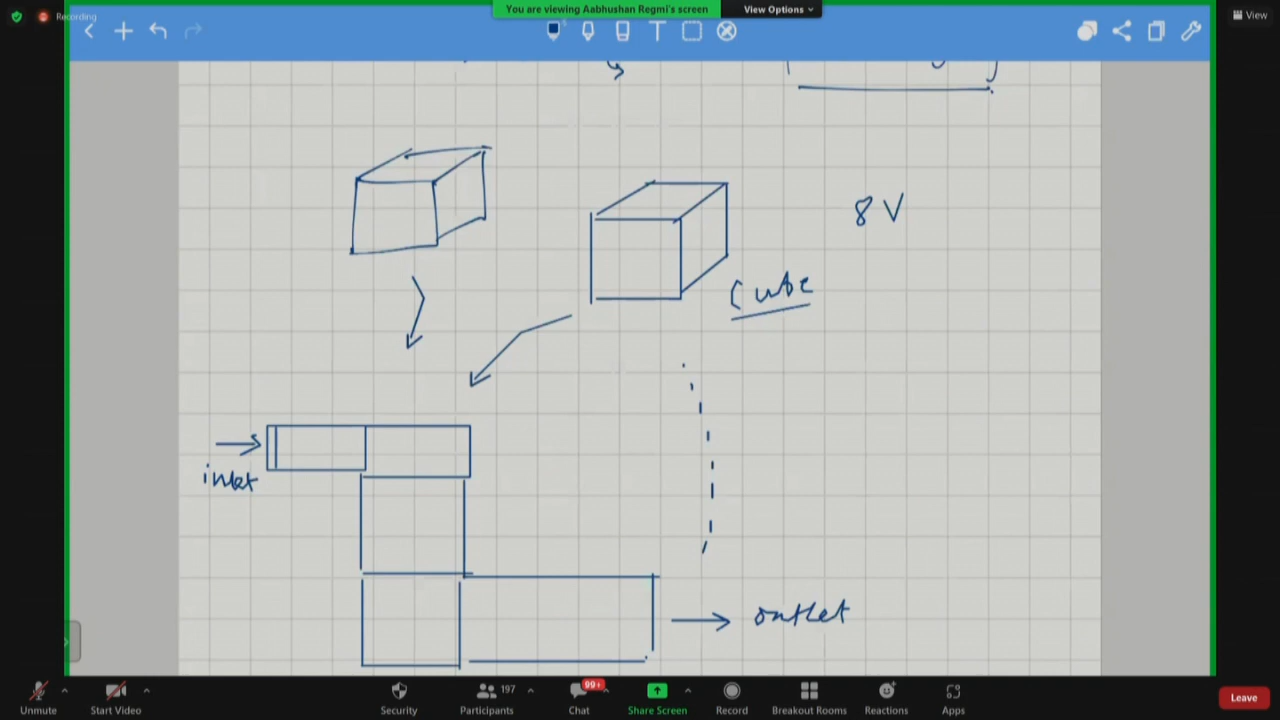 You are viewing Aabhushan Regmi's screen
View Options
Recording
View
T
8 V
Cube
inlet
outlet
197
99+
Unmute
Start Video
Security
Participants
Chat
Share Screen
Record
Breakout Rooms
Reactions
Apps
Leave